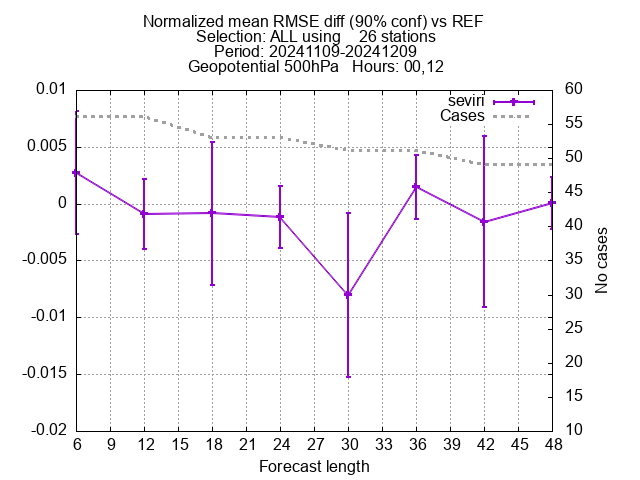 Normalized mean RMSE diff (90% conf) vs REF
Selection: ALL using    26 stations
Period: 20241109-20241209
Geopotential 500hPa   Hours: 00,12
seviri
Cases
0.01
0.005
0
-0.005
-0.01
-0.015
-0.02
60
55
50
45
40
35
30
25
20
15
10
No cases
6 9 12 15 18 21 24 27 30 33 36 39 42 45 48
Forecast length